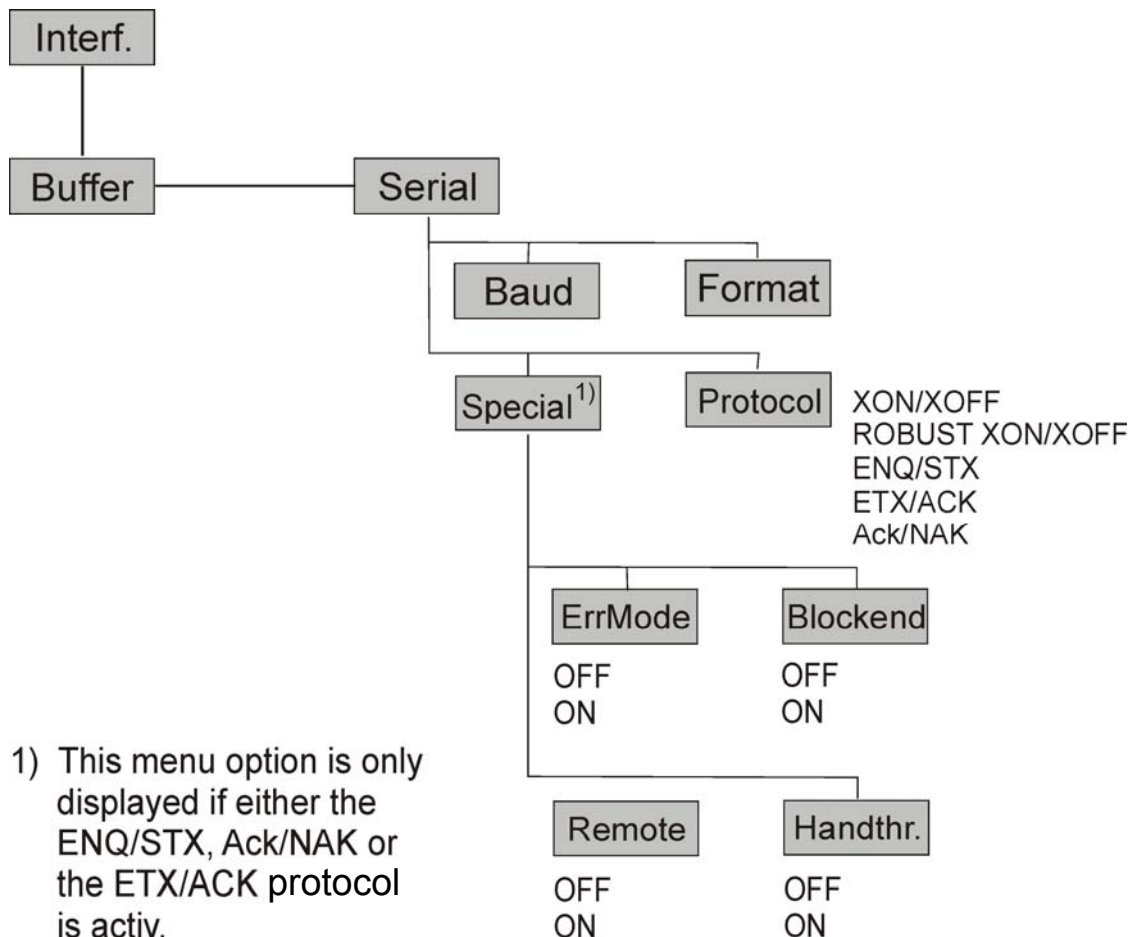 Interf.
Buffer
Serial
Baud
Format
Special 1)
Protocol
XON/XOFF
ROBUST XON/XOFF
ENQ/STX
ETX/ACK
Ack/NAK
ErrMode
OFF
ON
Blockend
OFF
ON
Remote
OFF
ON
Handthr.
OFF
ON
1) This menu option is only
displayed if either the
ENQ/STX, Ack/NAK or
the ETX/ACK protocol
is activ.